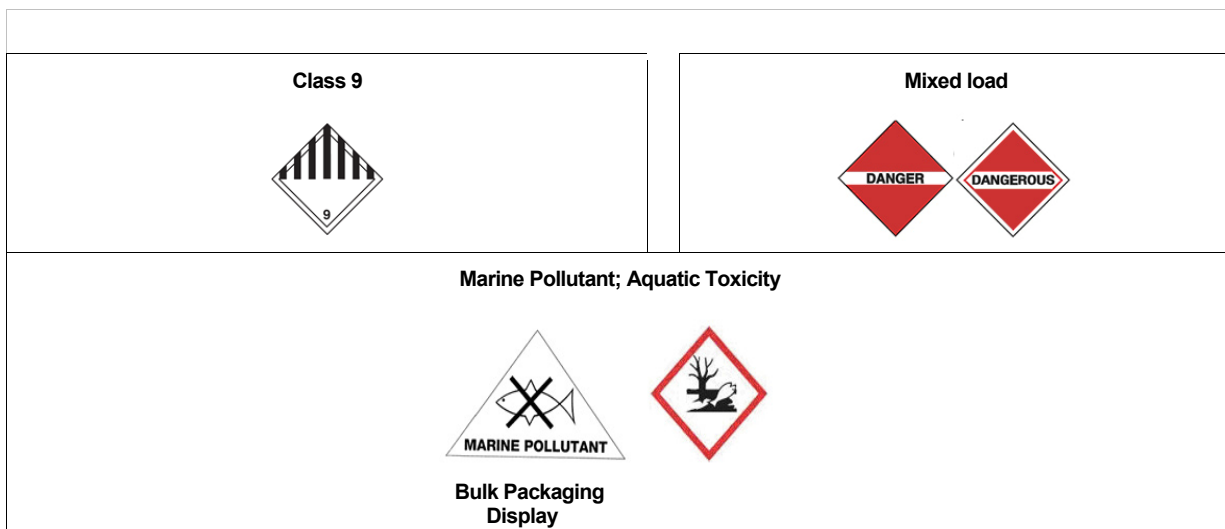 Class 9
9
Mixed load
DANGER
DANGEROUS
Marine Pollutant; Aquatic Toxicity
MARINE POLLUTANT
Bulk Packaging
Display